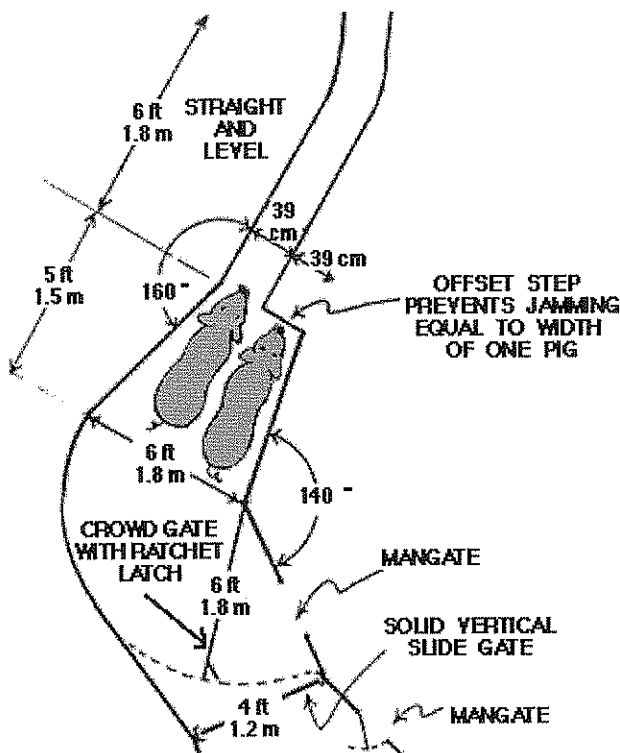 6 ft
1.8 m
STRAIGHT
AND
LEVEL
39
cm
39 cm
5 ft
1.5 m
160°
OFFSET STEP
PREVENTS JAMMING
EQUAL TO WIDTH
OF ONE PIG
6 ft
1.8 m
140°
CROWD GATE
WITH RATCHET
LATCH
6 ft
1.8 m
MANGATE
SOLID VERTICAL
SLIDE GATE
4 ft
1.2 m
MANGATE